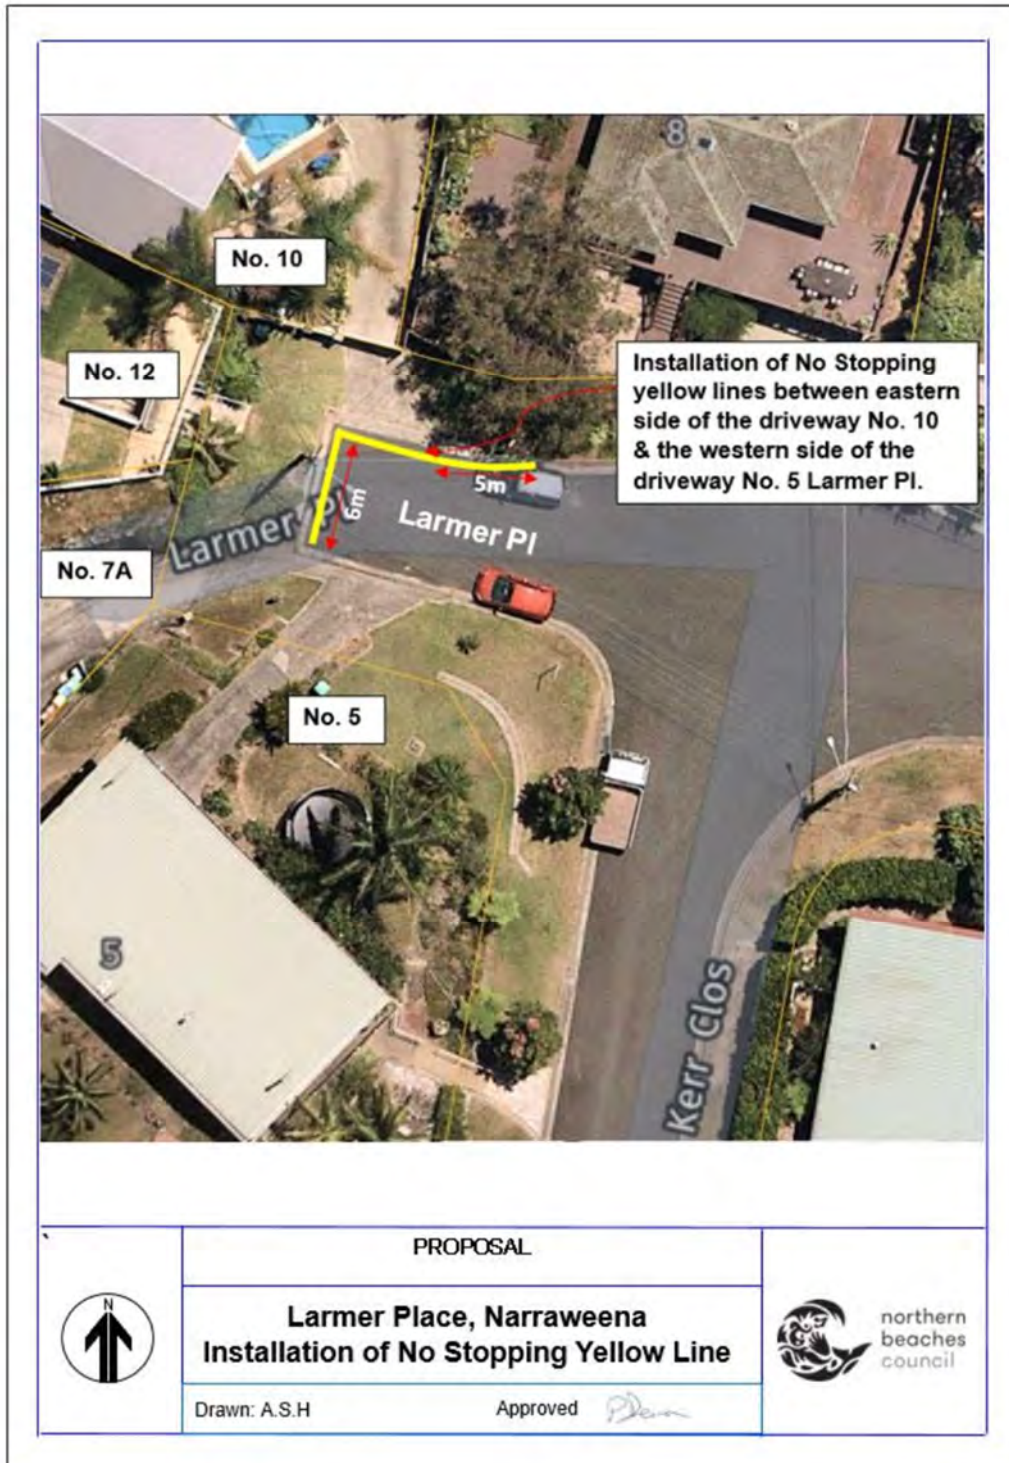 8
No. 10
Installation of No Stopping
yellow lines between eastern
side of the driveway No. 10
& the western side of the
driveway No. 5 Larmer Pl.
No. 12
5m
6m
Larmer Pl
Larmer Pl
No. 7A
No. 5
5
Kerr Clos
PROPOSAL
N
Larmer Place, Narraweena
Installation of No Stopping Yellow Line
northern
beaches
council
Drawn: A.S.H
Approved